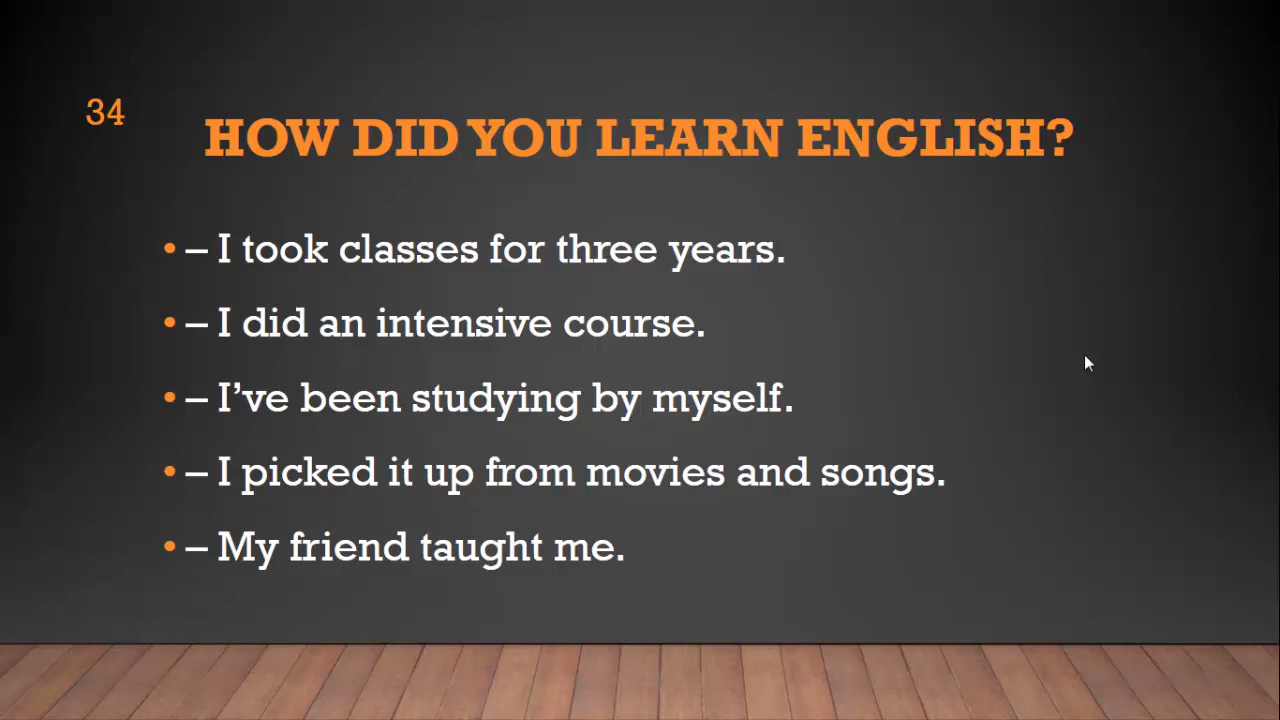 34
HOW DID YOU LEARN ENGLISH?
• – I took classes for three years.
• – I did an intensive course.
• – I’ve been studying by myself.
• – I picked it up from movies and songs.
• – My friend taught me.